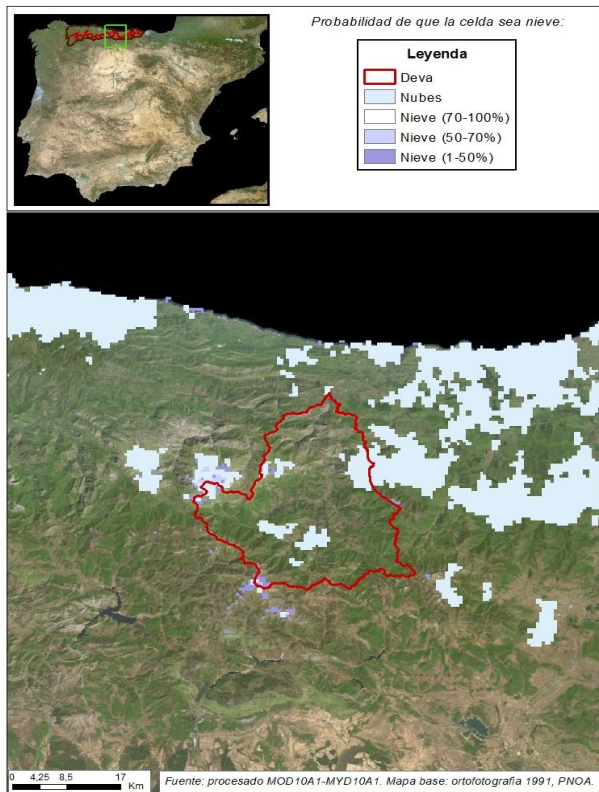 Probabilidad de que la celda sea nieve:
Leyenda
Deva
Nubes
Nieve (70-100%)
Nieve (50-70%)
Nieve (1-50%)
0 4,25 8,5 17
Km
Fuente: procesado MOD10A1-MYD10A1. Mapa base: ortofotografia 1991, PNOA.